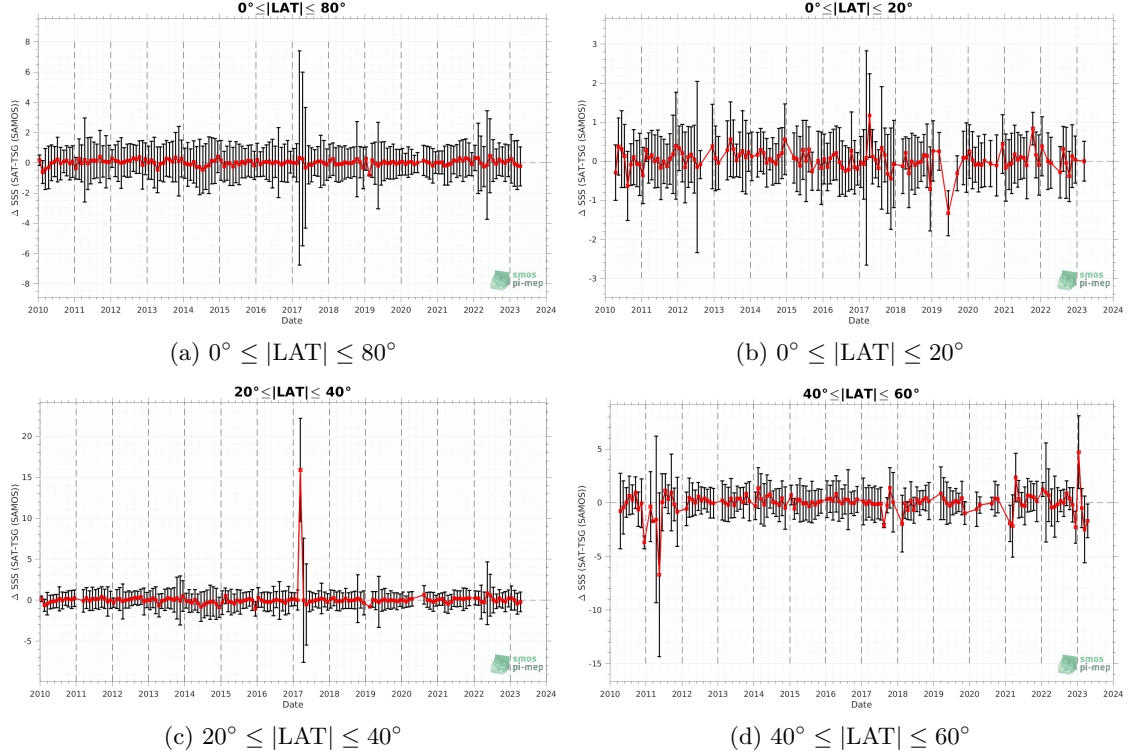 0°≤|LAT|≤ 80°
Δ SSS (SAT-TSG (SAMOS))
8
6
4
2
0
-2
-4
-6
-8
smos
pi-mep
2010 2011 2012 2013 2014 2015 2016 2017 2018 2019 2020 2021 2022 2023 2024
Date
(a) 0° ≤ |LAT| ≤ 80°
0°≤|LAT|≤ 20°
Δ SSS (SAT-TSG (SAMOS))
3
2
1
0
-1
-2
-3
smos
pi-mep
2010 2011 2012 2013 2014 2015 2016 2017 2018 2019 2020 2021 2022 2023 2024
Date
(b) 0° ≤ |LAT| ≤ 20°
20°≤|LAT|≤ 40°
Δ SSS (SAT-TSG (SAMOS))
20
15
10
5
0
-5
smos
pi-mep
2010 2011 2012 2013 2014 2015 2016 2017 2018 2019 2020 2021 2022 2023 2024
Date
(c) 20° ≤ |LAT| ≤ 40°
40°≤|LAT|≤ 60°
Δ SSS (SAT-TSG (SAMOS))
5
0
-5
-10
-15
smos
pi-mep
2010 2011 2012 2013 2014 2015 2016 2017 2018 2019 2020 2021 2022 2023 2024
Date
(d) 40° ≤ |LAT| ≤ 60°